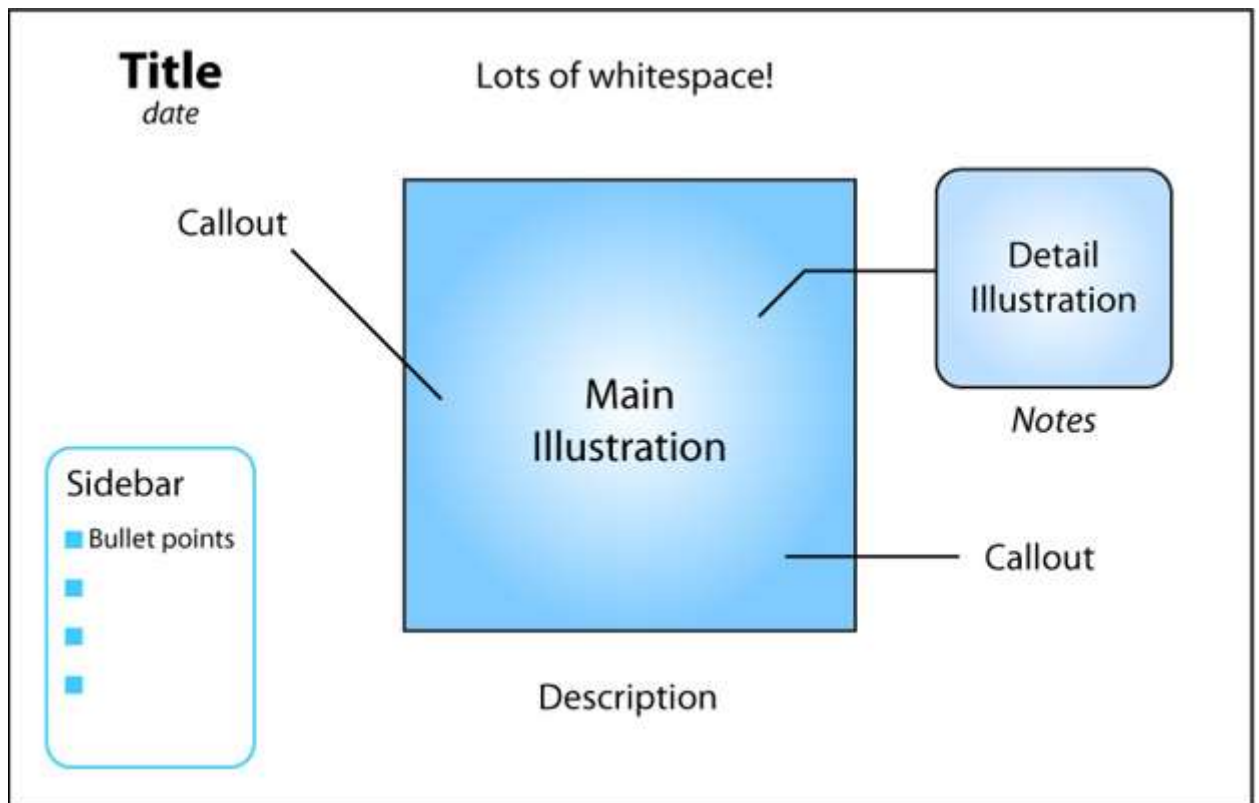 Title
date
Lots of whitespace!
Callout
Detail
Illustration
Notes
Main
Illustration
Sidebar
Bullet points
Callout
Description